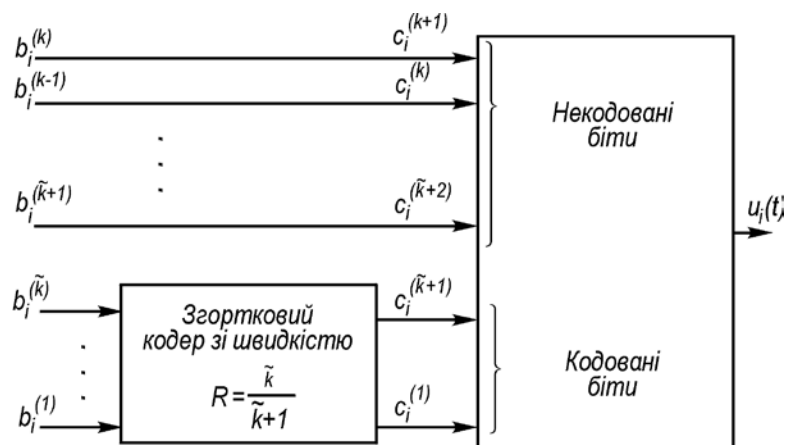 b_i^(k) c_i^(k+1)
b_i^(k-1) c_i^(k)
Некодовані
біти
b_i^(k̃+1) c_i^(k̃+2)
u_i(t)
b_i^(k̃) c_i^(k̃+1)
Згортковий
кодер зі швидкістю
R = k̃/(k̃+1)
Кодовані
біти
b_i^(1) c_i^(1)